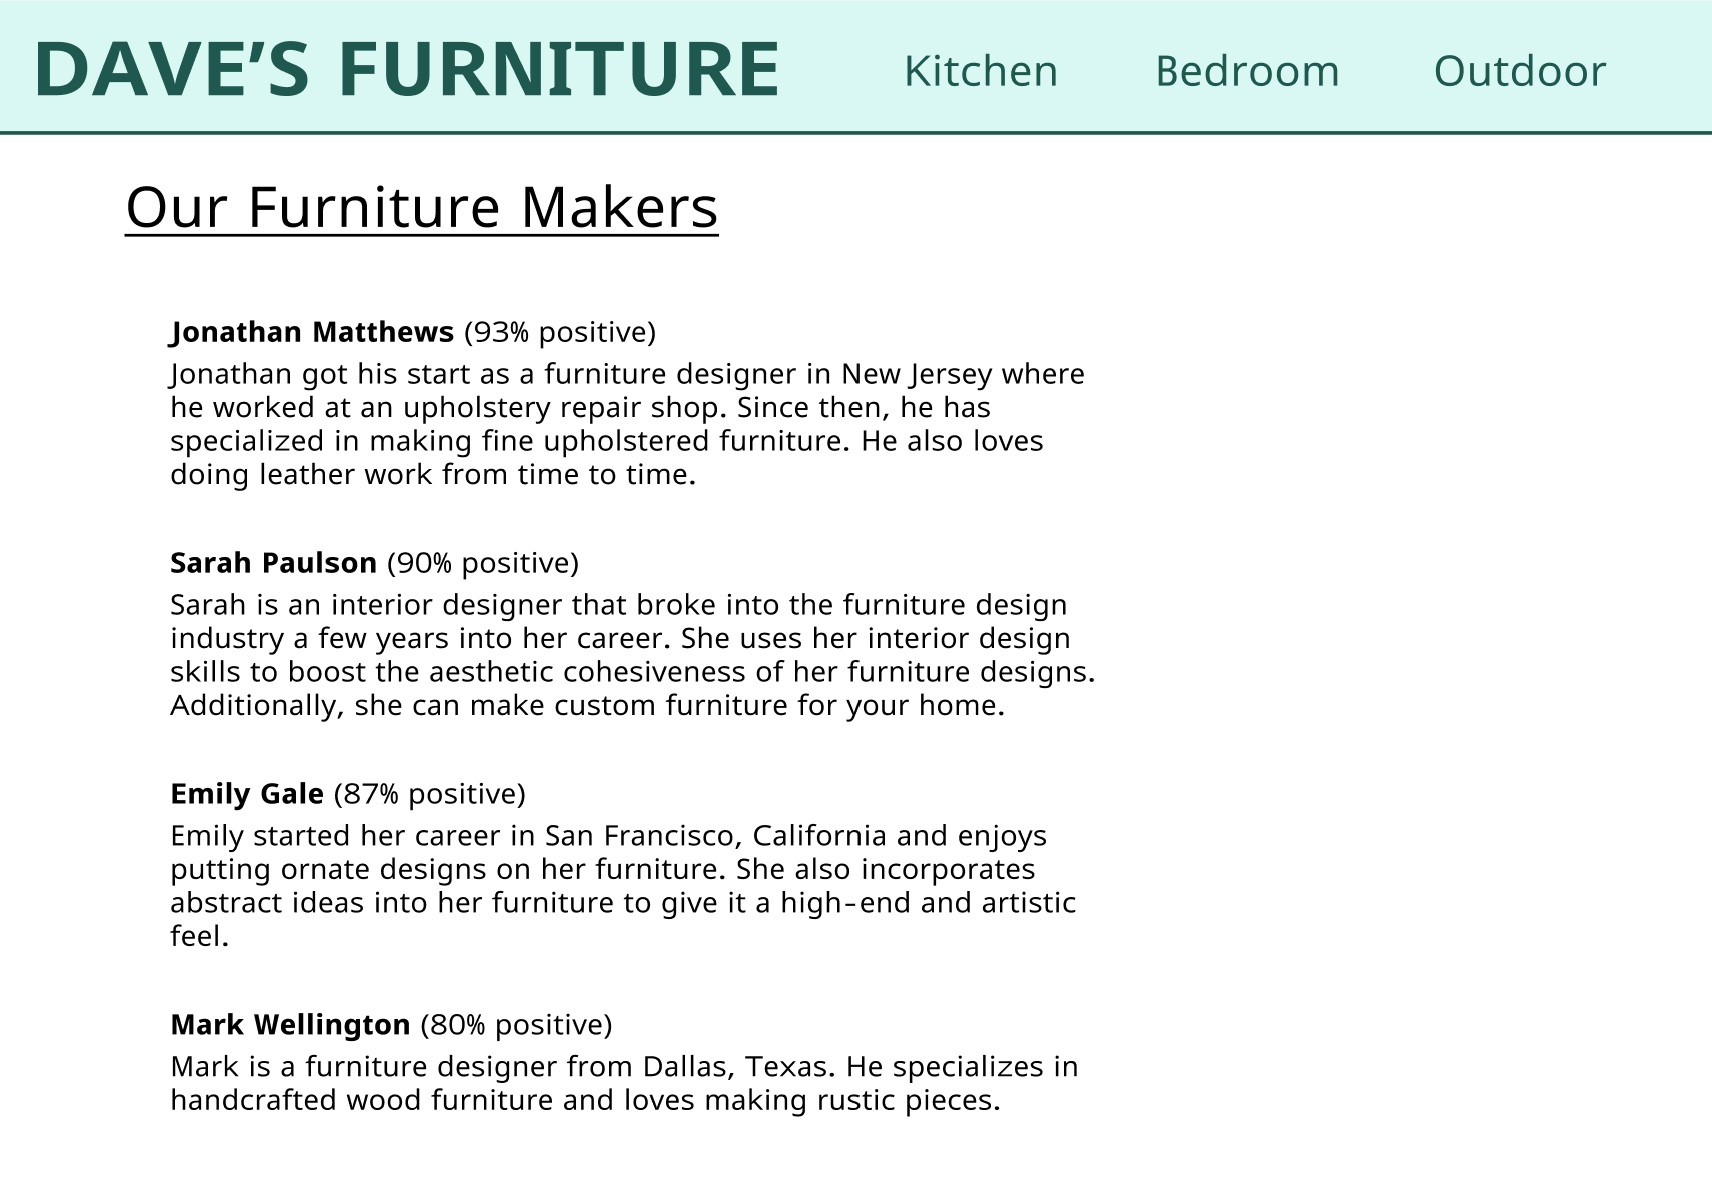 DAVE’S FURNITURE Kitchen Bedroom Outdoor
Our Furniture Makers
Jonathan Matthews (93% positive)
Jonathan got his start as a furniture designer in New Jersey where
he worked at an upholstery repair shop. Since then, he has
specialized in making fine upholstered furniture. He also loves
doing leather work from time to time.
Sarah Paulson (90% positive)
Sarah is an interior designer that broke into the furniture design
industry a few years into her career. She uses her interior design
skills to boost the aesthetic cohesiveness of her furniture designs.
Additionally, she can make custom furniture for your home.
Emily Gale (87% positive)
Emily started her career in San Francisco, California and enjoys
putting ornate designs on her furniture. She also incorporates
abstract ideas into her furniture to give it a high-end and artistic
feel.
Mark Wellington (80% positive)
Mark is a furniture designer from Dallas, Texas. He specializes in
handcrafted wood furniture and loves making rustic pieces.